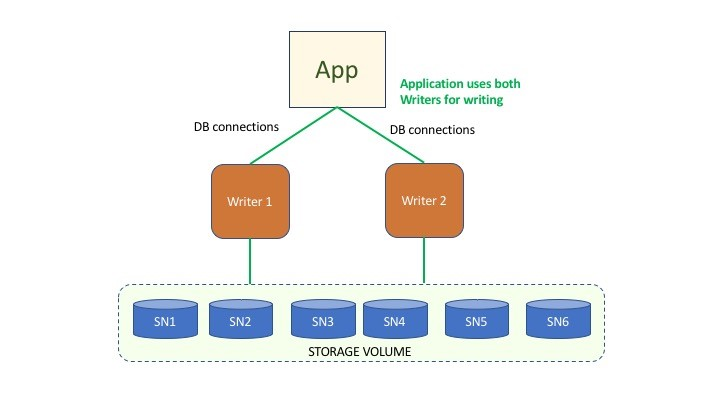 App
Application uses both
Writers for writing
DB connections
DB connections
Writer 1
Writer 2
SN1
SN2
SN3
SN4
SN5
SN6
STORAGE VOLUME